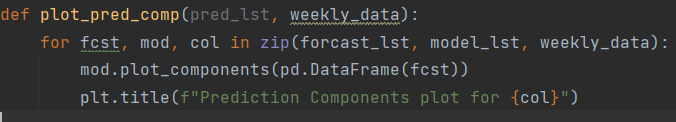 def plot_pred_comp(pred_lst, weekly_data):
    for fcst, mod, col in zip(forcast_lst, model_lst, weekly_data):
        mod.plot_components(pd.DataFrame(fcst))
        plt.title(f"Prediction Components plot for {col}")